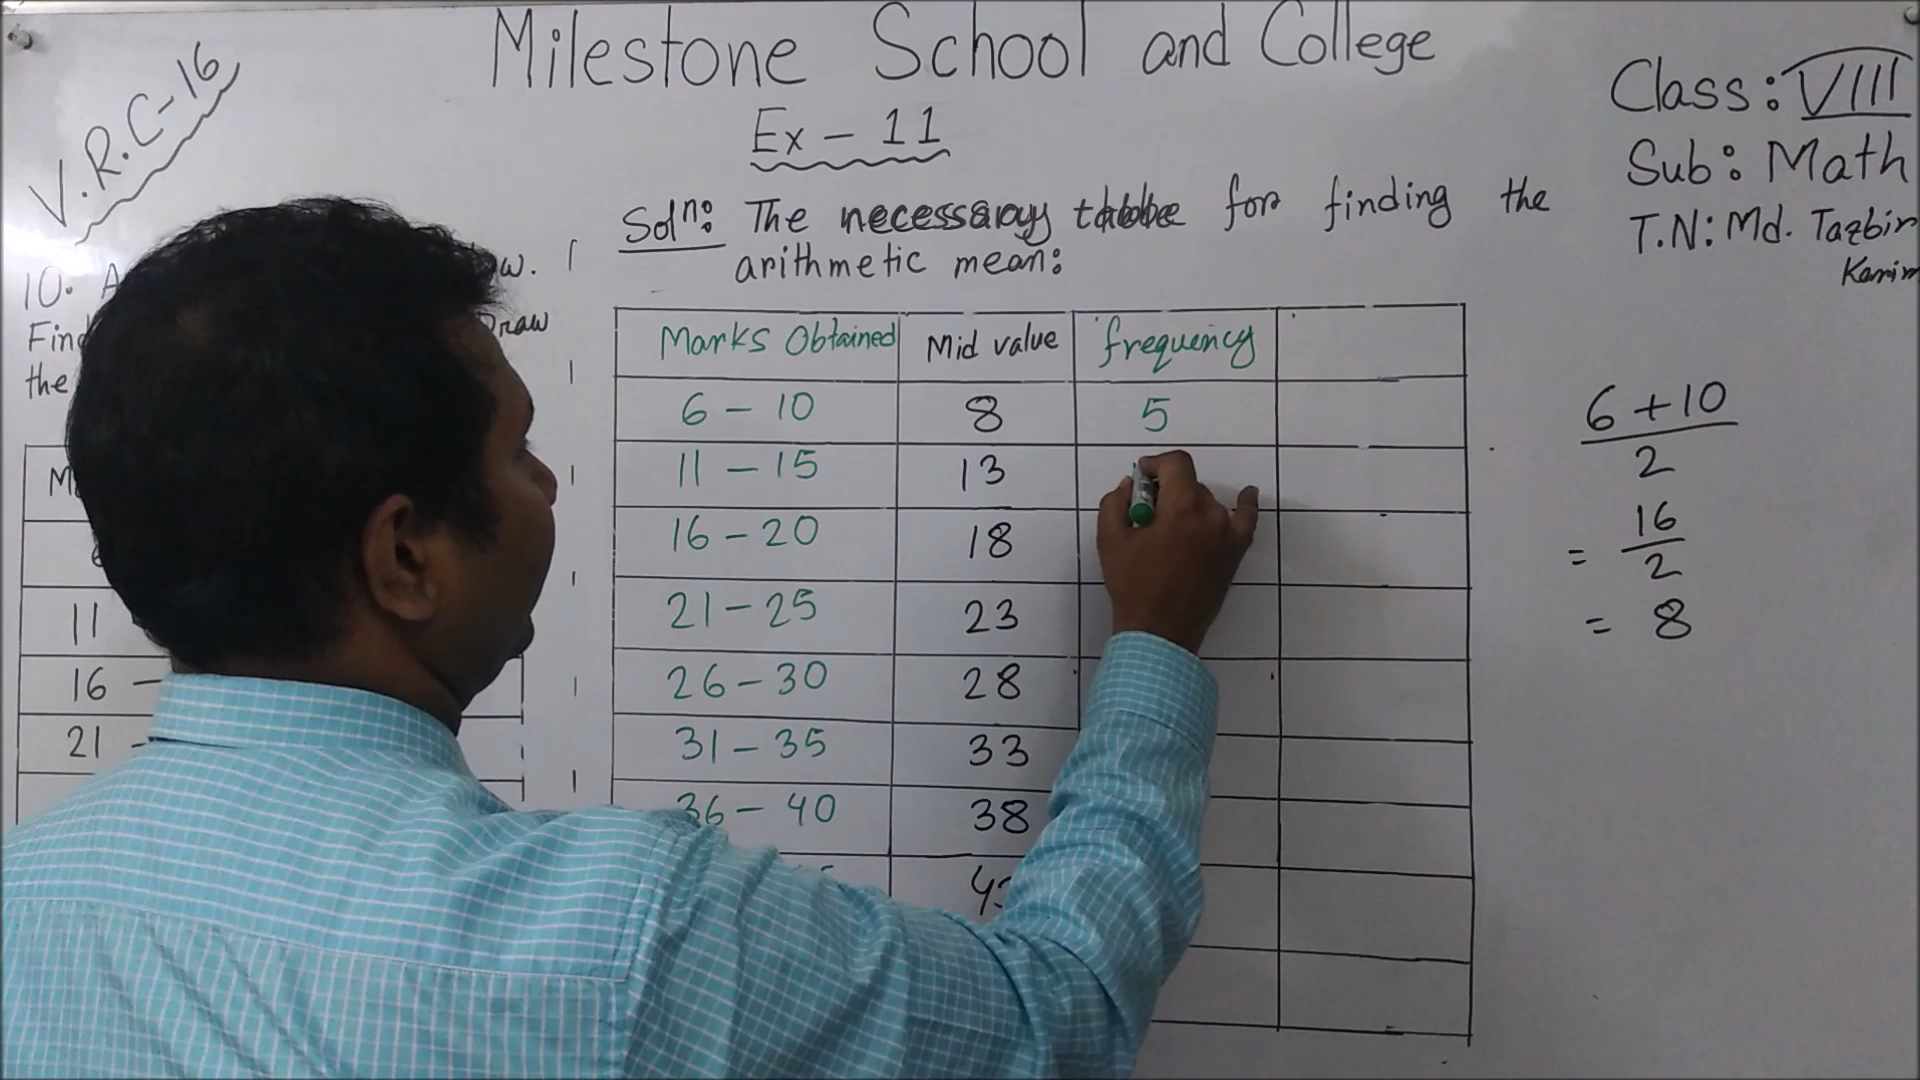 Milestone School and College
V.R.C-16
Ex - 11
Class: VIII
Sub: Math
T.N: Md. Tazbir
Karim
10.
w.
Draw
the
11
16 -
21 -
Solⁿ: The necessary table for finding the
arithmetic mean:
Marks Obtained Mid value frequency
6 - 10 8 5
11 - 15 13
16 - 20 18
21 - 25 23
26 - 30 28
31 - 35 33
36 - 40 38
6 + 10
2
= 16
2
= 8